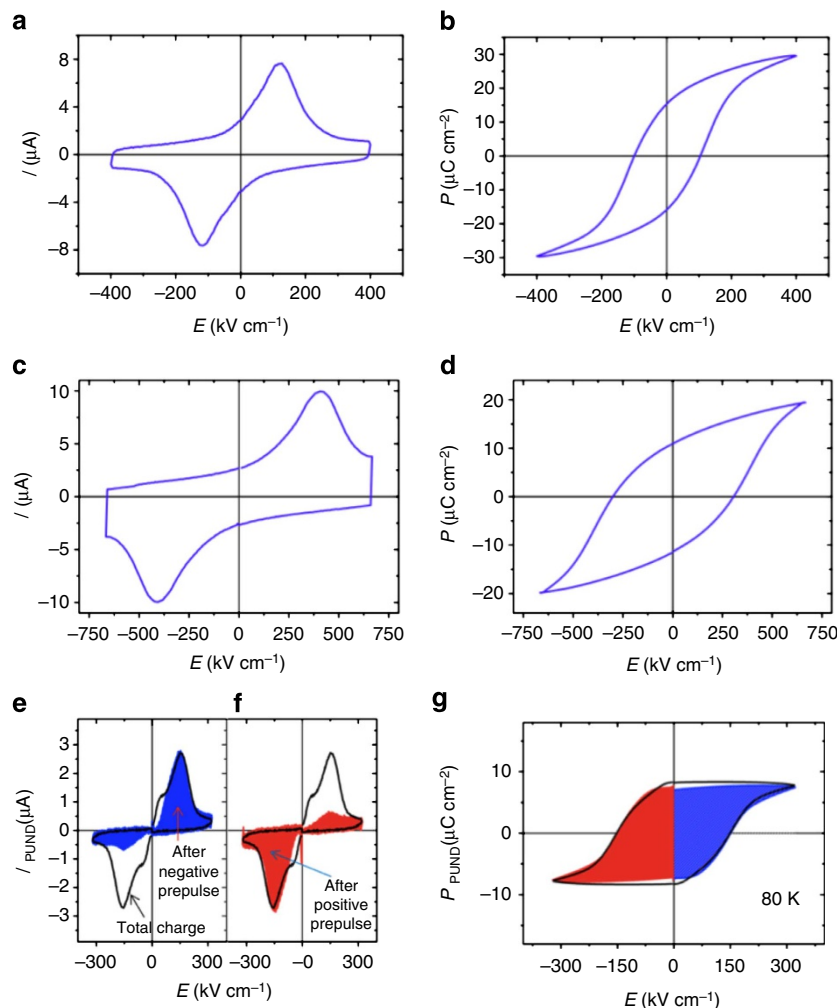 a
8
4
0
−4
−8
I (μA)
−400 −200 0 200 400
E (kV cm−1)
b
30
20
10
0
−10
−20
−30
P (μC cm−2)
−400 −200 0 200 400
E (kV cm−1)
c
10
5
0
−5
−10
I (μA)
−750 −500 −250 0 250 500 750
E (kV cm−1)
d
20
10
0
−10
−20
P (μC cm−2)
−750 −500 −250 0 250 500 750
E (kV cm−1)
e
f
3
2
1
0
−1
−2
−3
I PUND (μA)
After
negative
prepulse
Total charge
After
positive
prepulse
−300 0 300 −300 −0 300
E (kV cm−1)
g
10
0
−10
P PUND (μC cm−2)
80 K
−300 −150 0 150 300
E (kV cm−1)